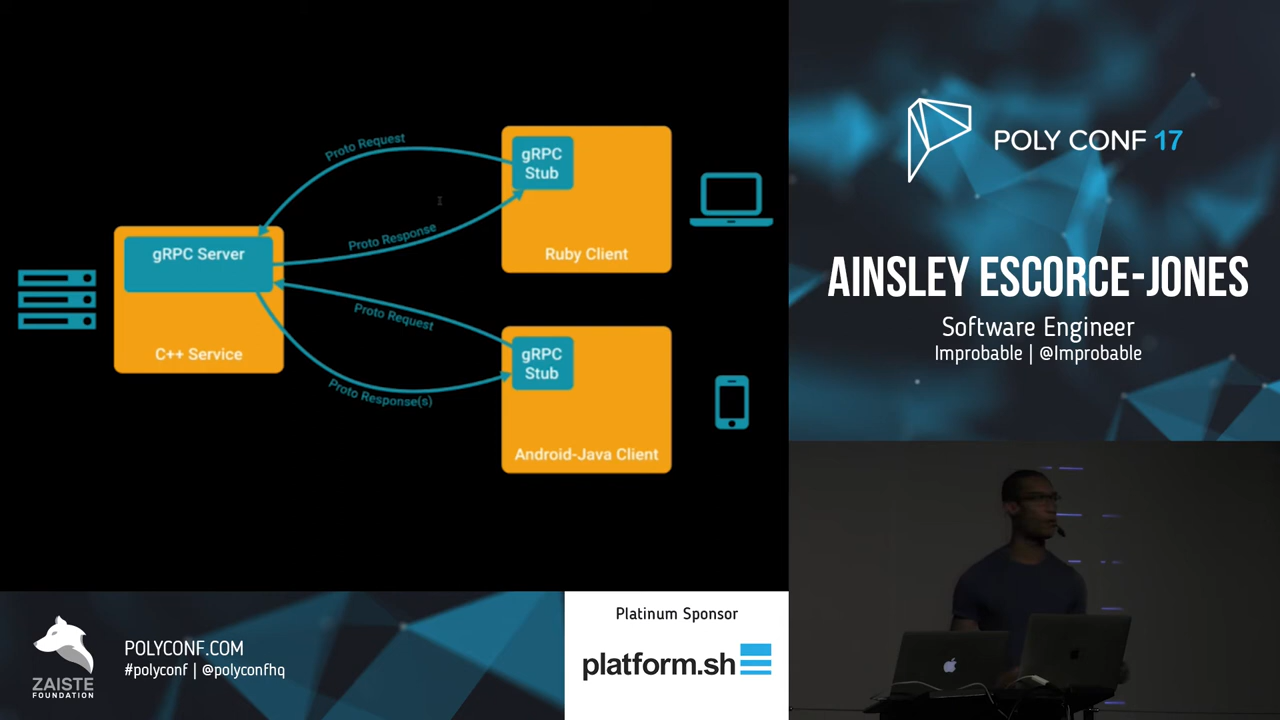 Proto Request
gRPC
Stub
Ruby Client
Proto Response
gRPC Server
C++ Service
Proto Request
gRPC
Stub
Proto Response(s)
Android-Java Client
POLY CONF 17
AINSLEY ESCORCE-JONES
Software Engineer
Improbable | @Improbable
ZAISTE
FOUNDATION
POLYCONF.COM
#polyconf | @polyconfhq
Platinum Sponsor
platform.sh